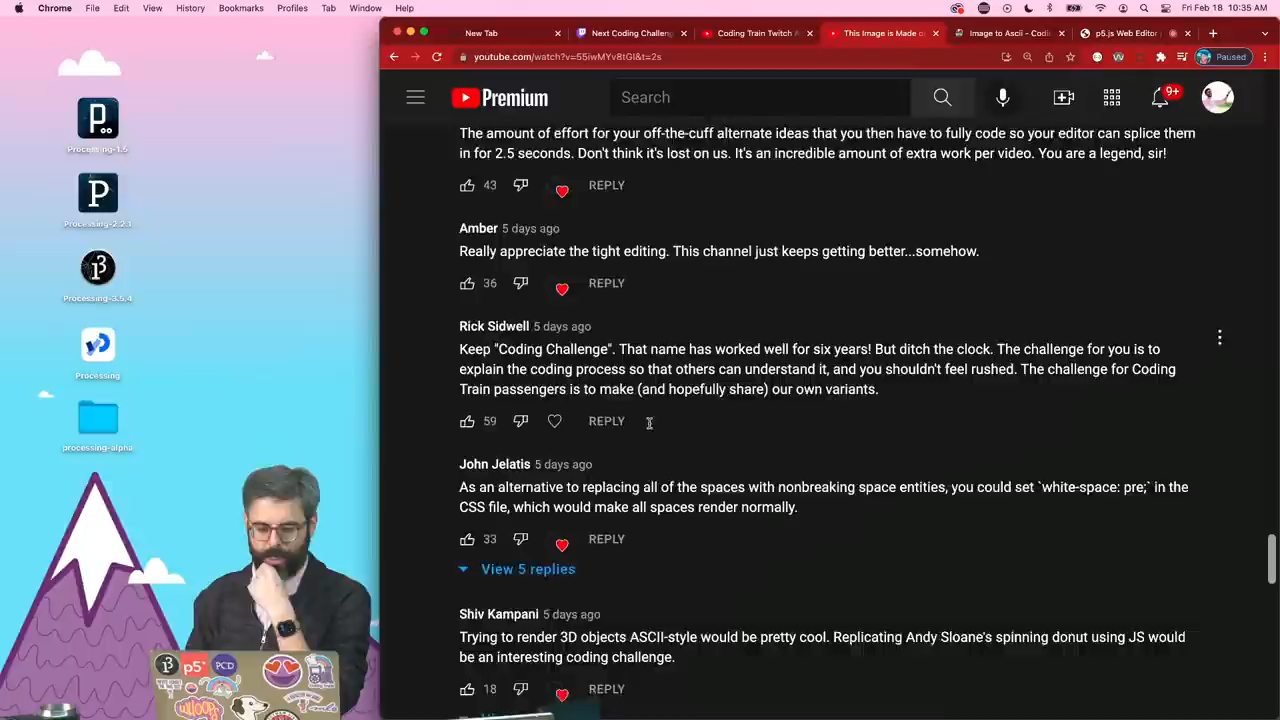 Chrome File Edit View History Bookmarks Profiles Tab Window Help
Fri Feb 18 10:35 AM
New Tab
Next Coding Challeng
Coding Train Twitch A
This Image is Made o
Image to Ascii - Codi
p5.js Web Editor
youtube.com/watch?v=55iwMYv8tGI&t=2s
Paused
Premium
Search
9+
The amount of effort for your off-the-cuff alternate ideas that you then have to fully code so your editor can splice them
in for 2.5 seconds. Don't think it's lost on us. It's an incredible amount of extra work per video. You are a legend, sir!
43 REPLY
Amber 5 days ago
Really appreciate the tight editing. This channel just keeps getting better...somehow.
36 REPLY
Rick Sidwell 5 days ago
Keep "Coding Challenge". That name has worked well for six years! But ditch the clock. The challenge for you is to
explain the coding process so that others can understand it, and you shouldn't feel rushed. The challenge for Coding
Train passengers is to make (and hopefully share) our own variants.
59 REPLY
John Jelatis 5 days ago
As an alternative to replacing all of the spaces with nonbreaking space entities, you could set `white-space: pre;` in the
CSS file, which would make all spaces render normally.
33 REPLY
View 5 replies
Shiv Kampani 5 days ago
Trying to render 3D objects ASCII-style would be pretty cool. Replicating Andy Sloane's spinning donut using JS would
be an interesting coding challenge.
18 REPLY
P
Processing-1.5
P
Processing-2.2.1
Processing-3.5.4
Processing
processing-alpha
p5*
PCD
WHOOPS